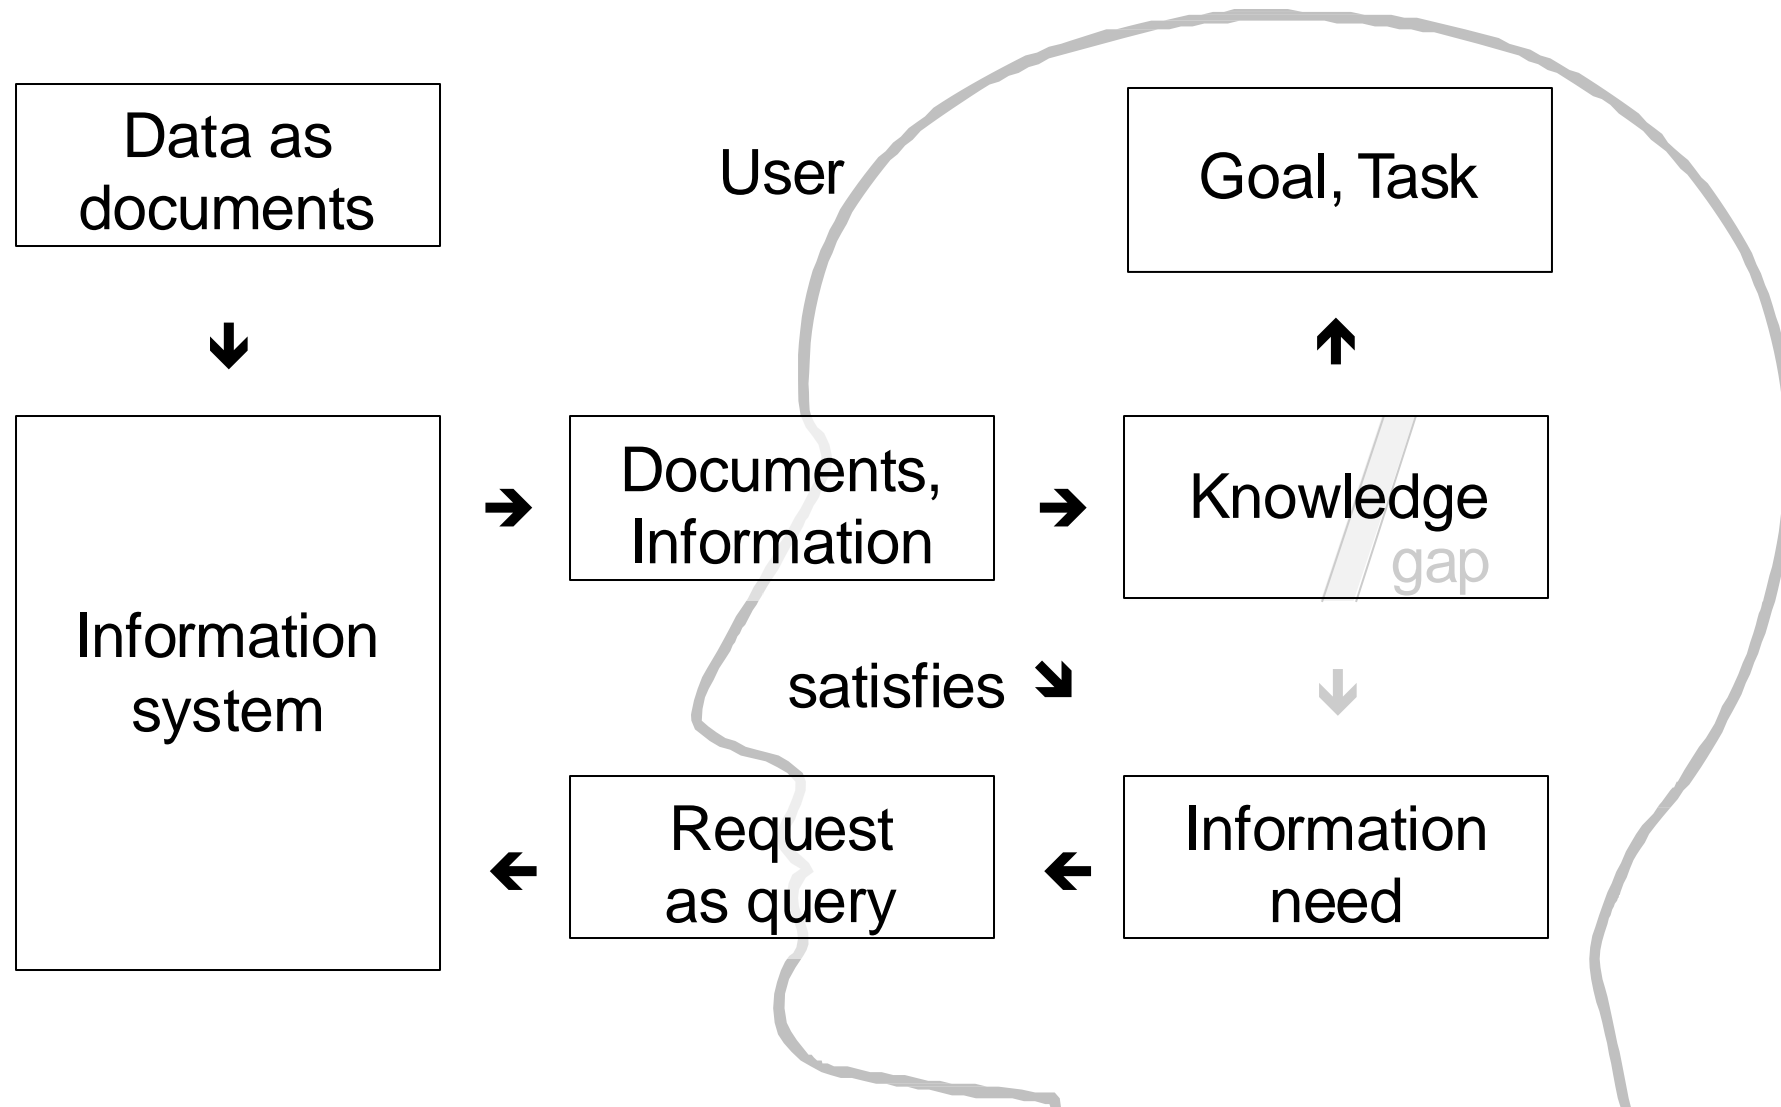 Data as
documents
User
Goal, Task
Documents,
Information
Knowledge
gap
Information
system
satisfies
Request
as query
Information
need